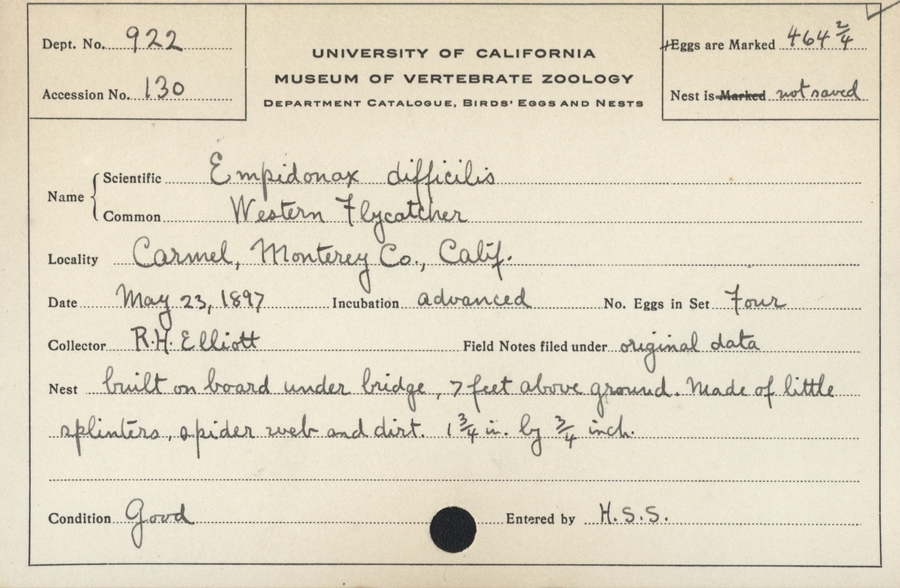 Dept. No. 922
Accession No. 130
UNIVERSITY OF CALIFORNIA
MUSEUM OF VERTEBRATE ZOOLOGY
DEPARTMENT CATALOGUE, BIRDS' EGGS AND NESTS
Eggs are Marked 464 2/4
Nest is Marked not saved
Name
Scientific Empidonax difficilis
Common Western Flycatcher
Locality Carmel, Monterey Co., Calif.
Date May 23, 1897 Incubation advanced No. Eggs in Set Four
Collector R.H. Elliott Field Notes filed under original data
Nest built on board under bridge, 7 feet above ground. Made of little
splinters, spider web and dirt. 1 3/4 in. by 3/4 inch.
Condition Good Entered by H.S.S.